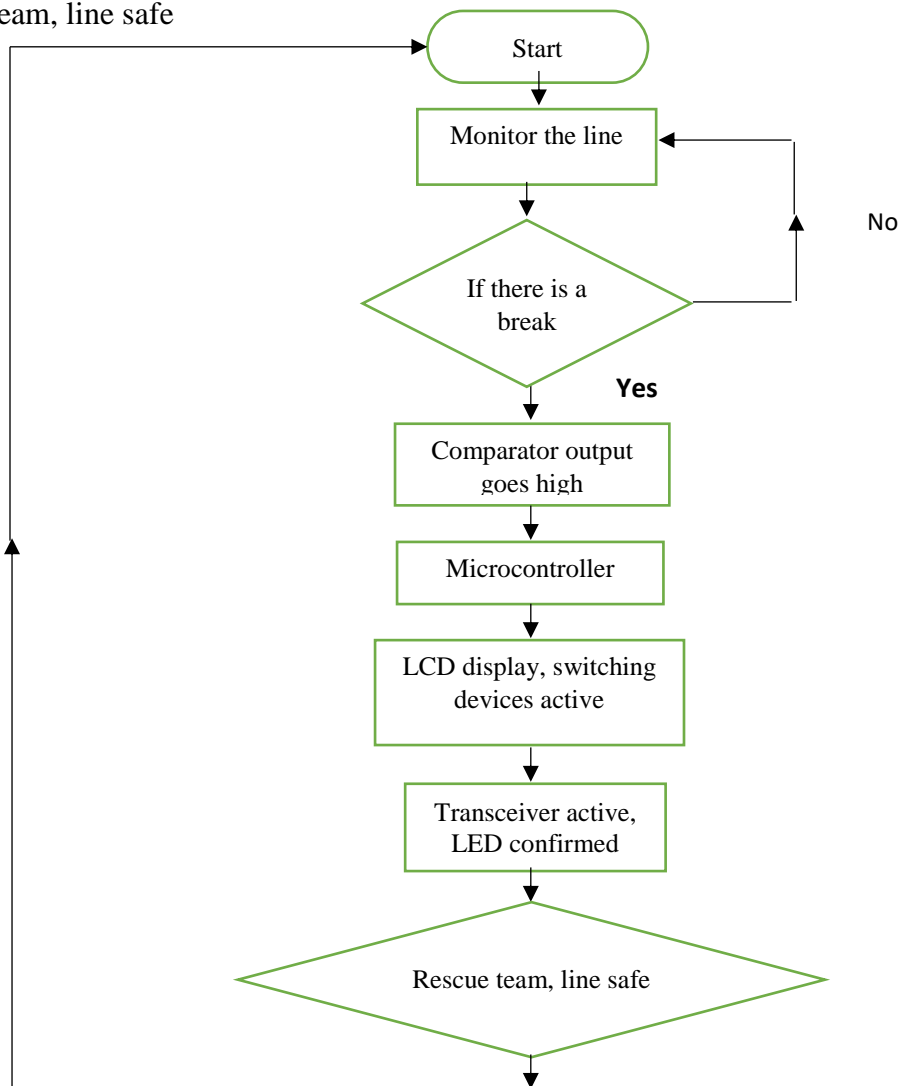 team, line safe
Start
Monitor the line
No
If there is a
break
Yes
Comparator output
goes high
Microcontroller
LCD display, switching
devices active
Transceiver active,
LED confirmed
Rescue team, line safe